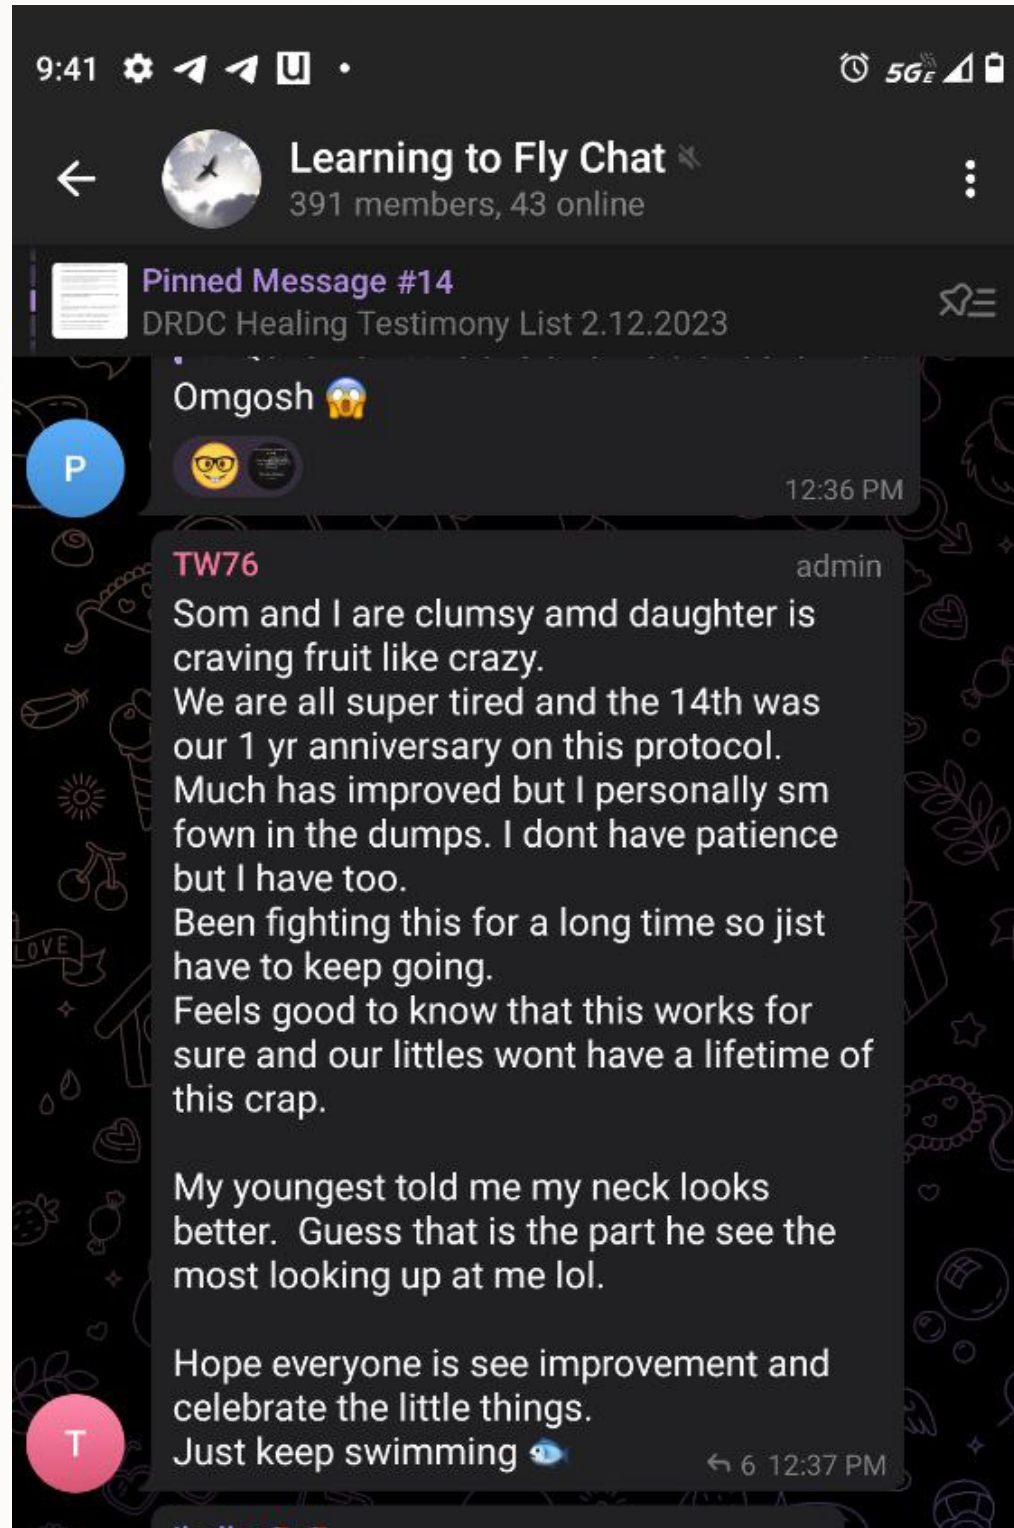 9:41
5GE
Learning to Fly Chat
391 members, 43 online
Pinned Message #14
DRDC Healing Testimony List 2.12.2023
Omgosh 😱
P
12:36 PM
TW76 admin
Som and I are clumsy amd daughter is
craving fruit like crazy.
We are all super tired and the 14th was
our 1 yr anniversary on this protocol.
Much has improved but I personally sm
fown in the dumps. I dont have patience
but I have too.
Been fighting this for a long time so jist
have to keep going.
Feels good to know that this works for
sure and our littles wont have a lifetime of
this crap.
My youngest told me my neck looks
better.  Guess that is the part he see the
most looking up at me lol.
Hope everyone is see improvement and
celebrate the little things.
Just keep swimming 🐟
T
6 12:37 PM
LOVE